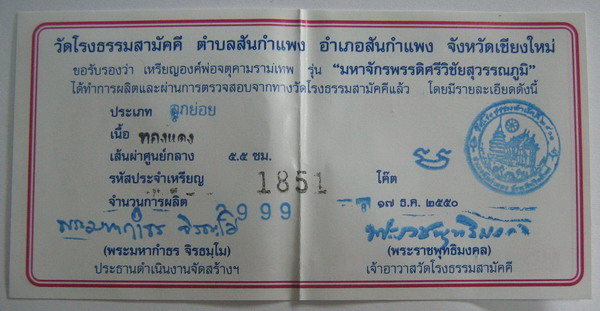 วัดโรงธรรมสามัคคี ตำบลสันกำแพง อำเภอสันกำแพง จังหวัดเชียงใหม่
ขอรับรองว่า เหรียญองค์พ่อจตุคามรามเทพ รุ่น "มหาจักรพรรดิศรีวิชัยสุวรรณภูมิ"
ได้ทำการผลิตและผ่านการตรวจสอบจากทางวัดโรงธรรมสามัคคีแล้ว โดยมีรายละเอียดดังนี้
ประเภท ลูกย่อย
เนื้อ ทองแดง
เส้นผ่าศูนย์กลาง ๕.๕ ซม.
รหัสประจำเหรียญ 1851 โค๊ด
จำนวนการผลิต 2999 ๑๗ ธ.ค. ๒๕๕๐
(พระมหากำธร จิรธมฺโม) (พระราชพุทธิมงคล)
ประธานดำเนินงานจัดสร้างฯ เจ้าอาวาสวัดโรงธรรมสามัคคี